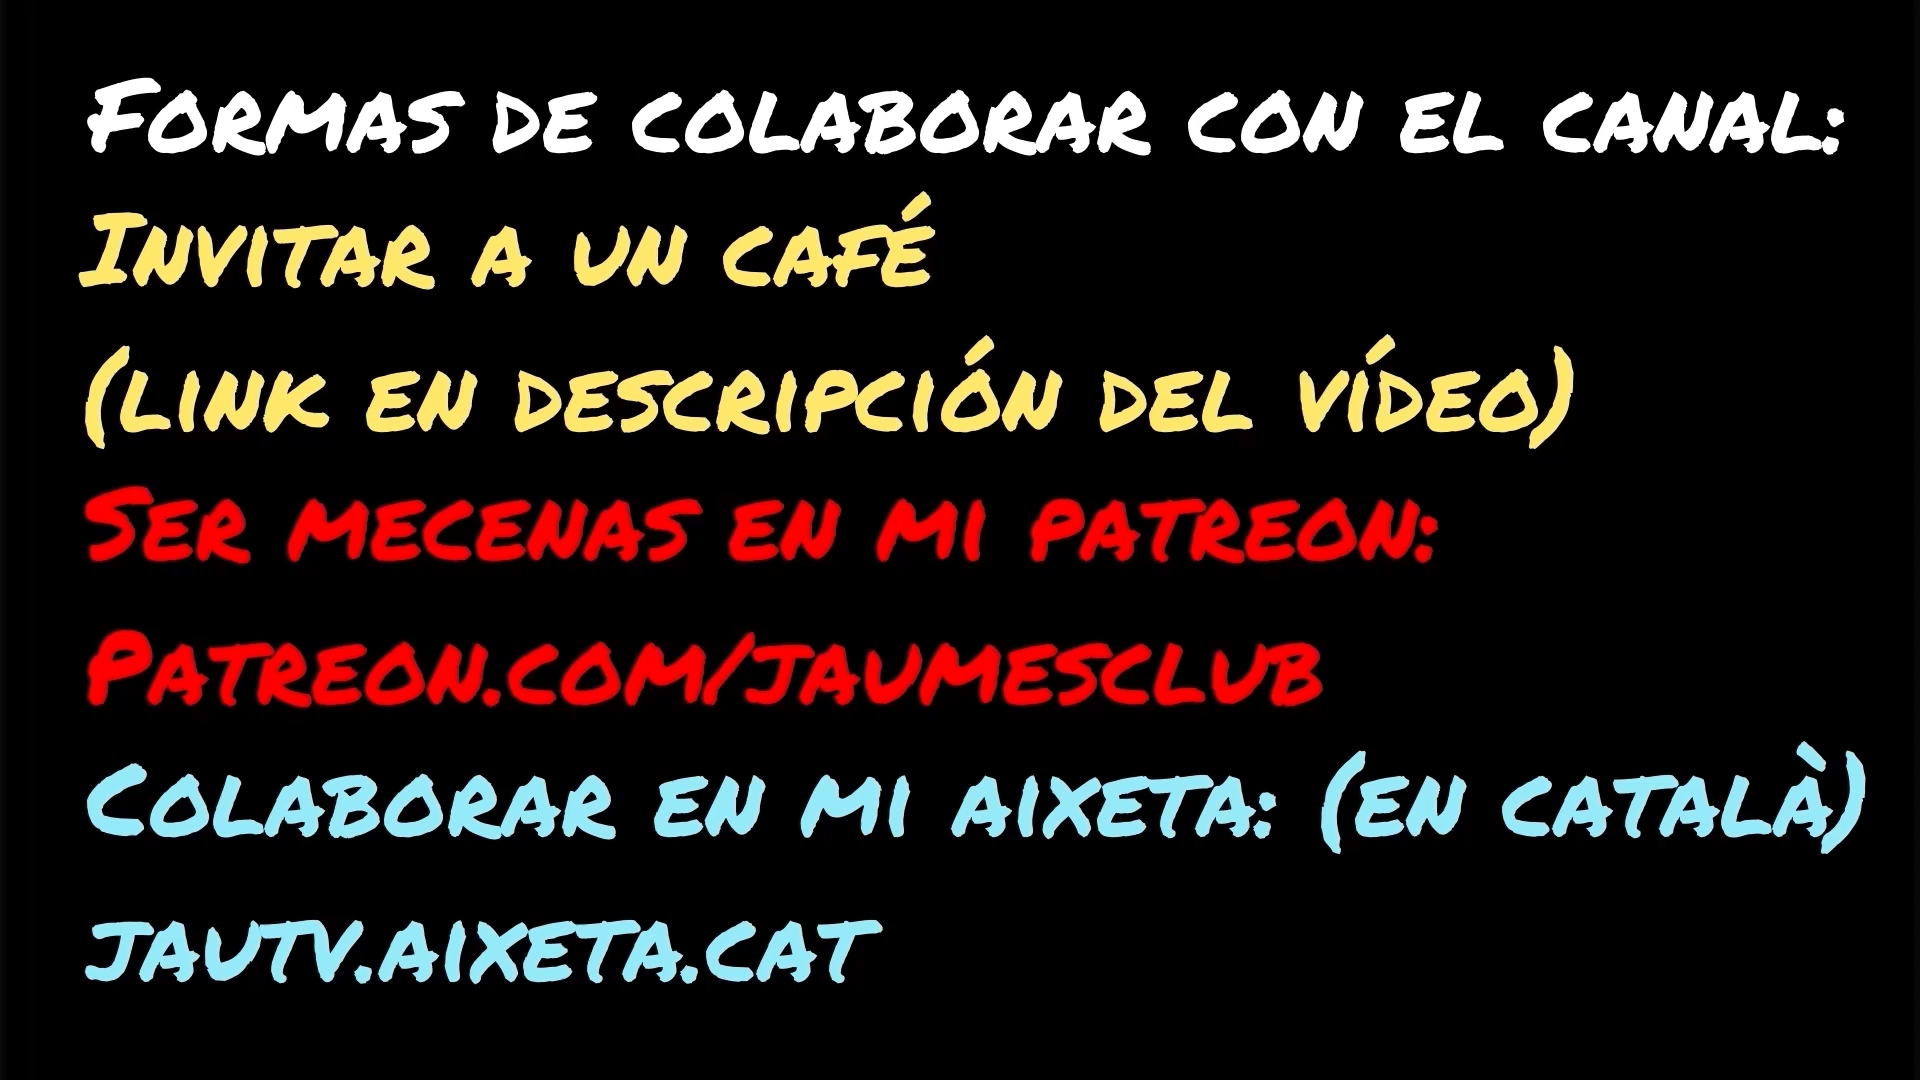 Formas de colaborar con el canal:
Invitar a un café
(link en descripción del vídeo)
Ser mecenas en mi patreon:
Patreon.com/jaumesclub
Colaborar en mi aixeta: (en català)
jautv.aixeta.cat